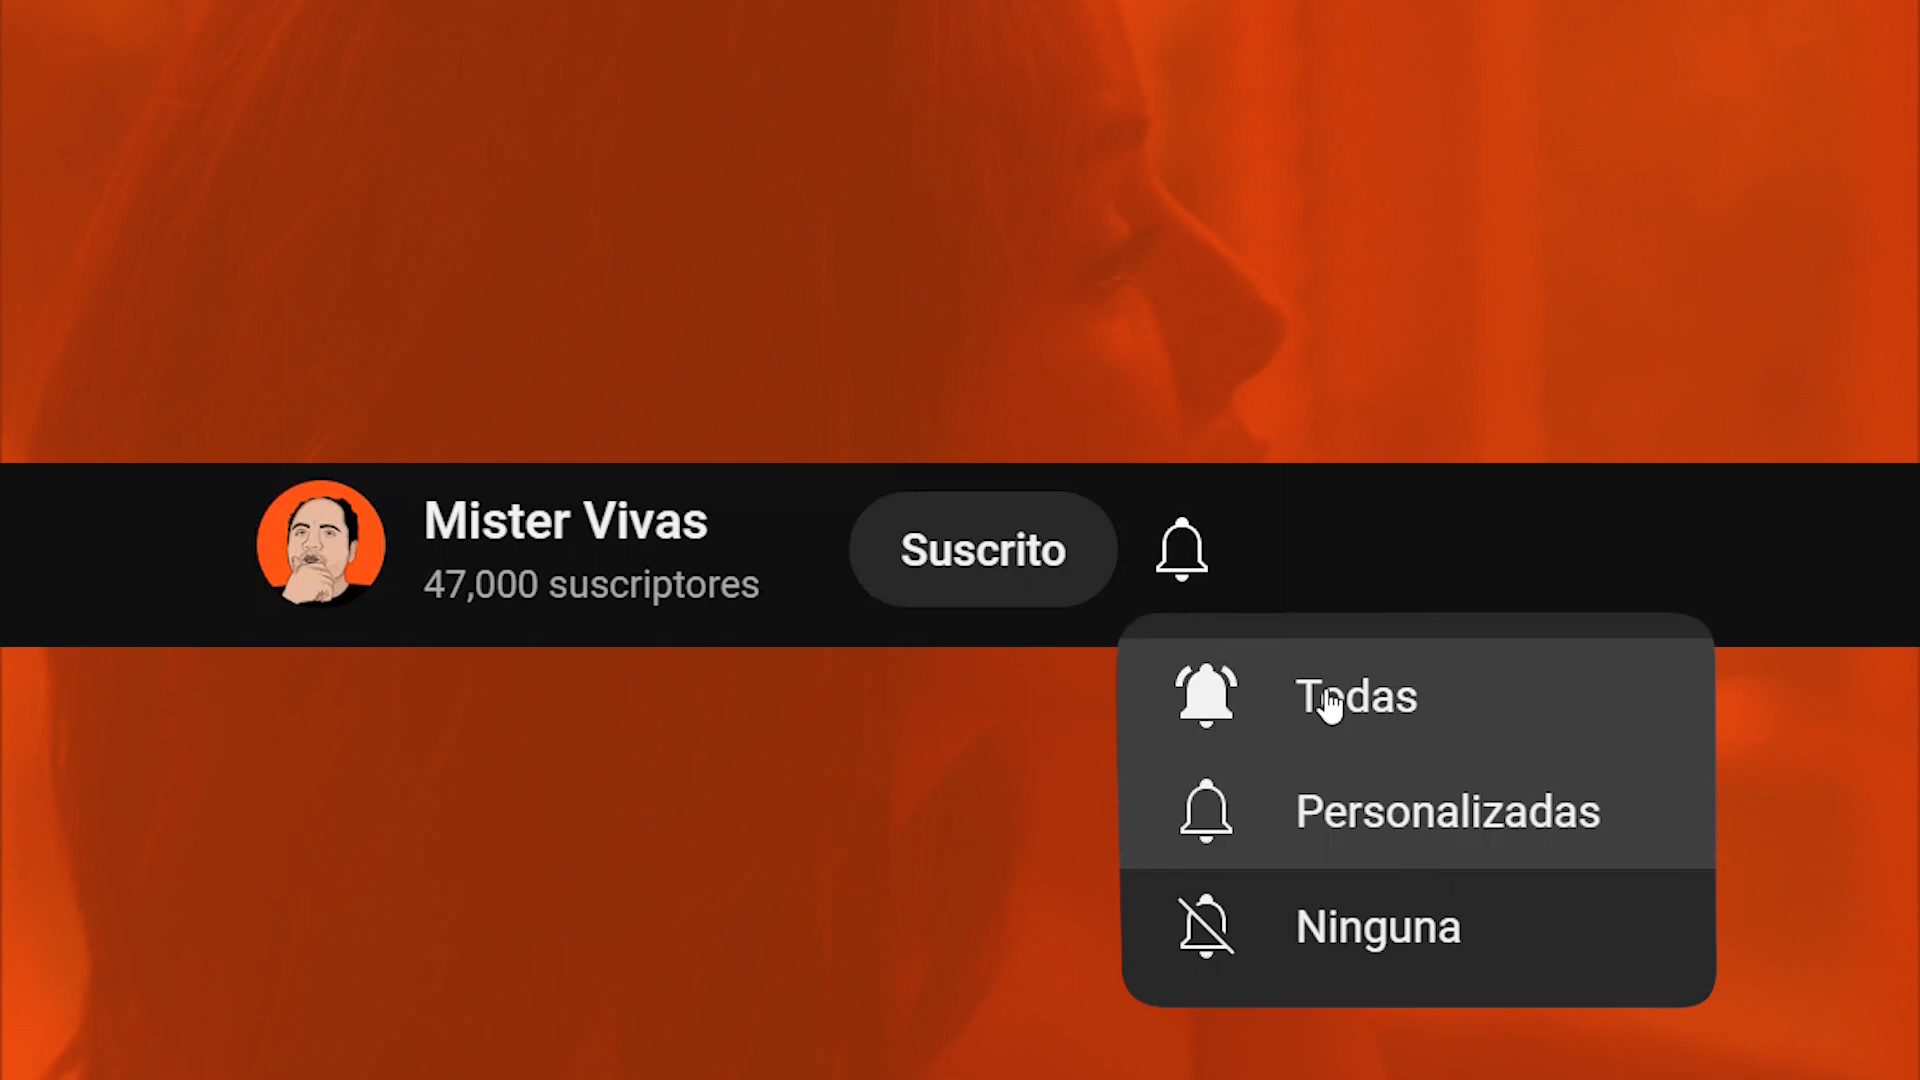 Mister Vivas
47,000 suscriptores
Suscrito
Todas
Personalizadas
Ninguna